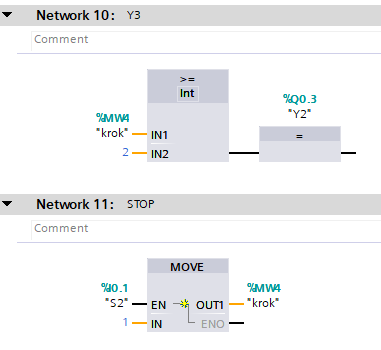 Network 10: Y3
Comment
>=
Int
%Q0.3
"Y2"
%MW4
"krok" IN1
2 IN2
=
Network 11: STOP
Comment
MOVE
%I0.1 %MW4
"S2" EN OUT1 "krok"
1 IN ENO